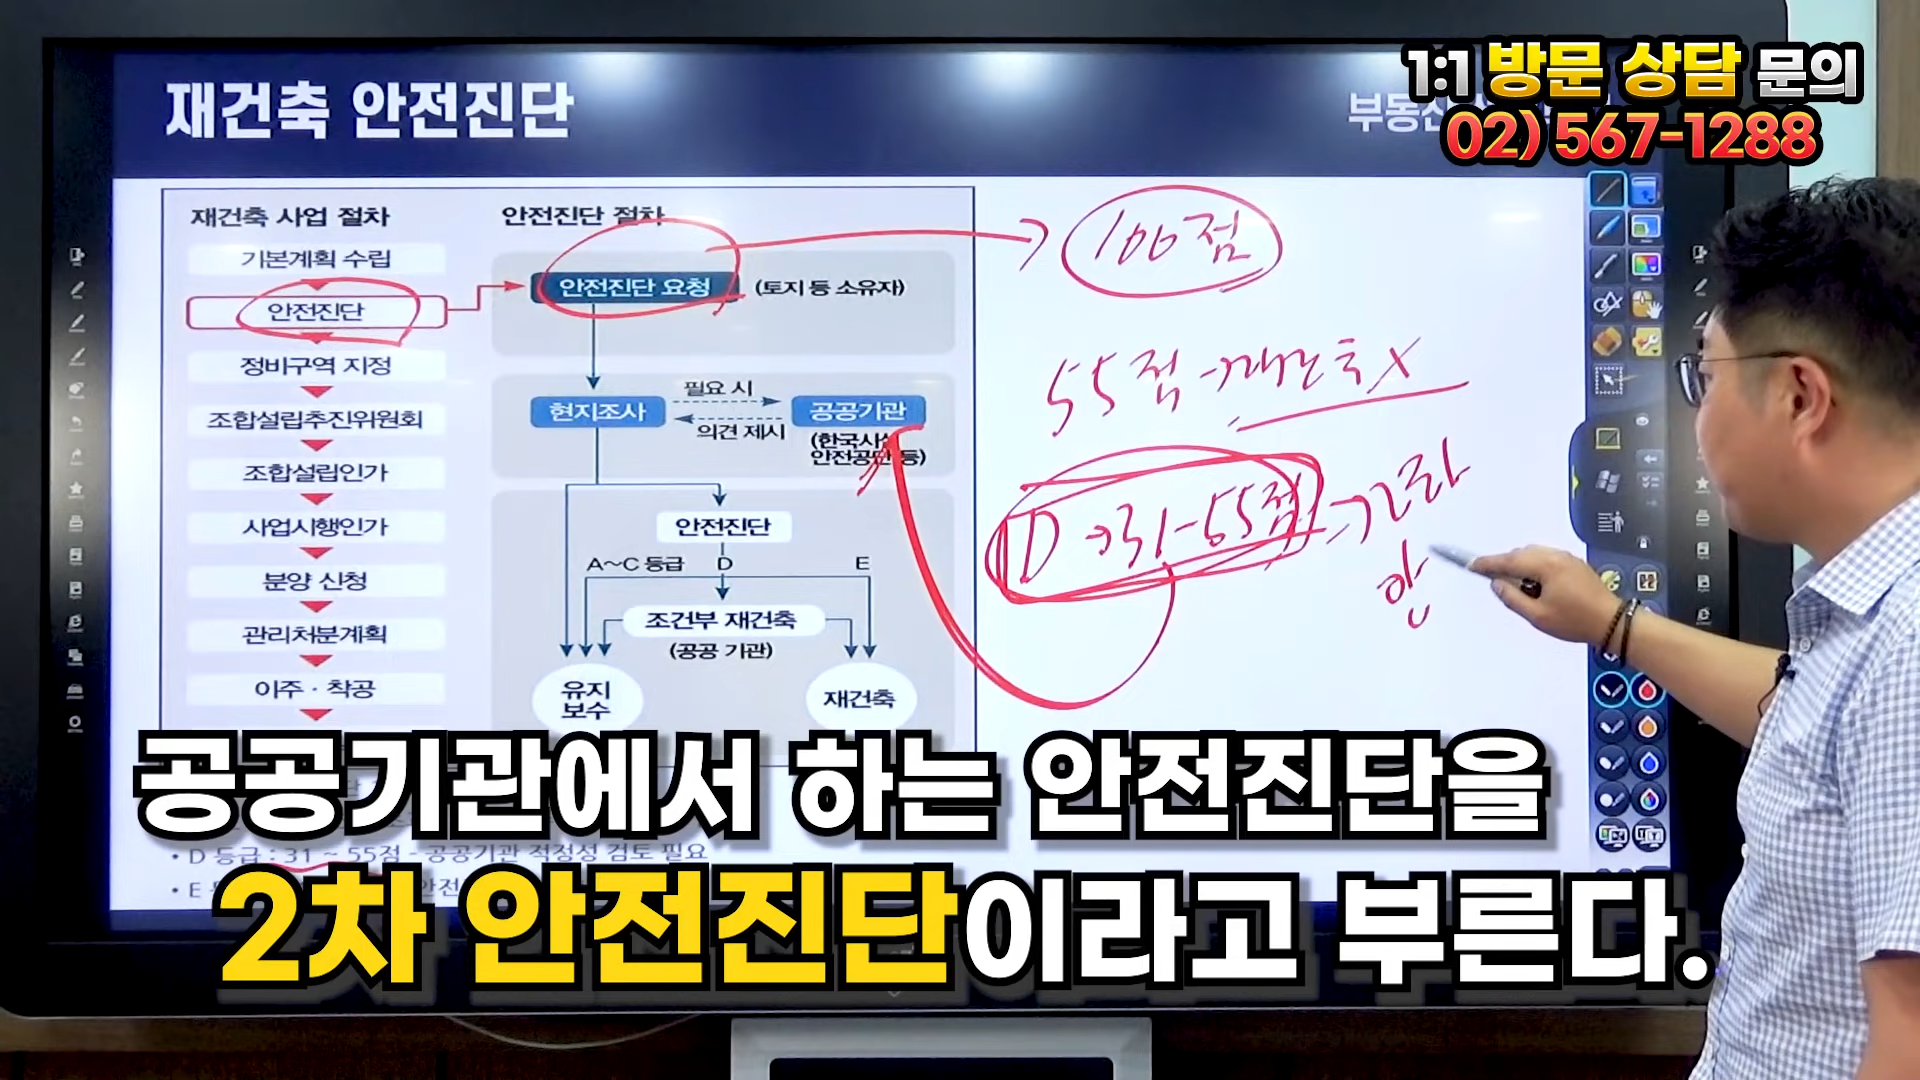 재건축 안전진단
1:1 방문 상담 문의
02) 567-1288
재건축 사업 절차
기본계획 수립
안전진단
정비구역 지정
조합설립추진위원회
조합설립인가
사업시행인가
분양 신청
관리처분계획
이주 · 착공
안전진단 절차
안전진단 요청 (토지 등 소유자)
현지조사
필요 시
의견 제시
공공기관
안전공단 등)
안전진단
A~C 등급 D E
조건부 재건축
(공공 기관)
유지
보수
재건축
100점
55점 → 재건축 X
D → 31-55점 → 2차
안
• D 등급 : 31 ~ 55점 - 공공기관 적정성 검토 필요
• E
공공기관에서 하는 안전진단을
2차 안전진단이라고 부른다.